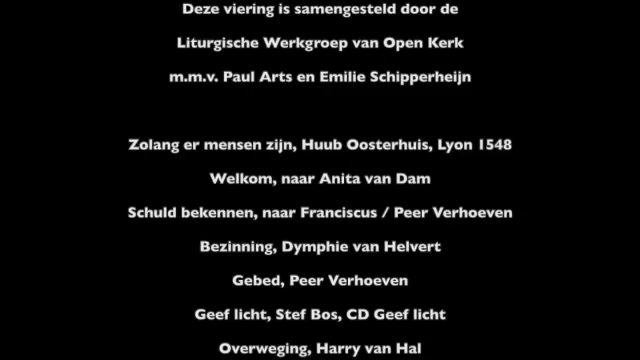 Deze viering is samengesteld door de
Liturgische Werkgroep van Open Kerk
m.m.v. Paul Arts en Emilie Schipperheijn
Zolang er mensen zijn, Huub Oosterhuis, Lyon 1548
Welkom, naar Anita van Dam
Schuld bekennen, naar Franciscus / Peer Verhoeven
Bezinning, Dymphie van Helvert
Gebed, Peer Verhoeven
Geef licht, Stef Bos, CD Geef licht
Overweging, Harry van Hal